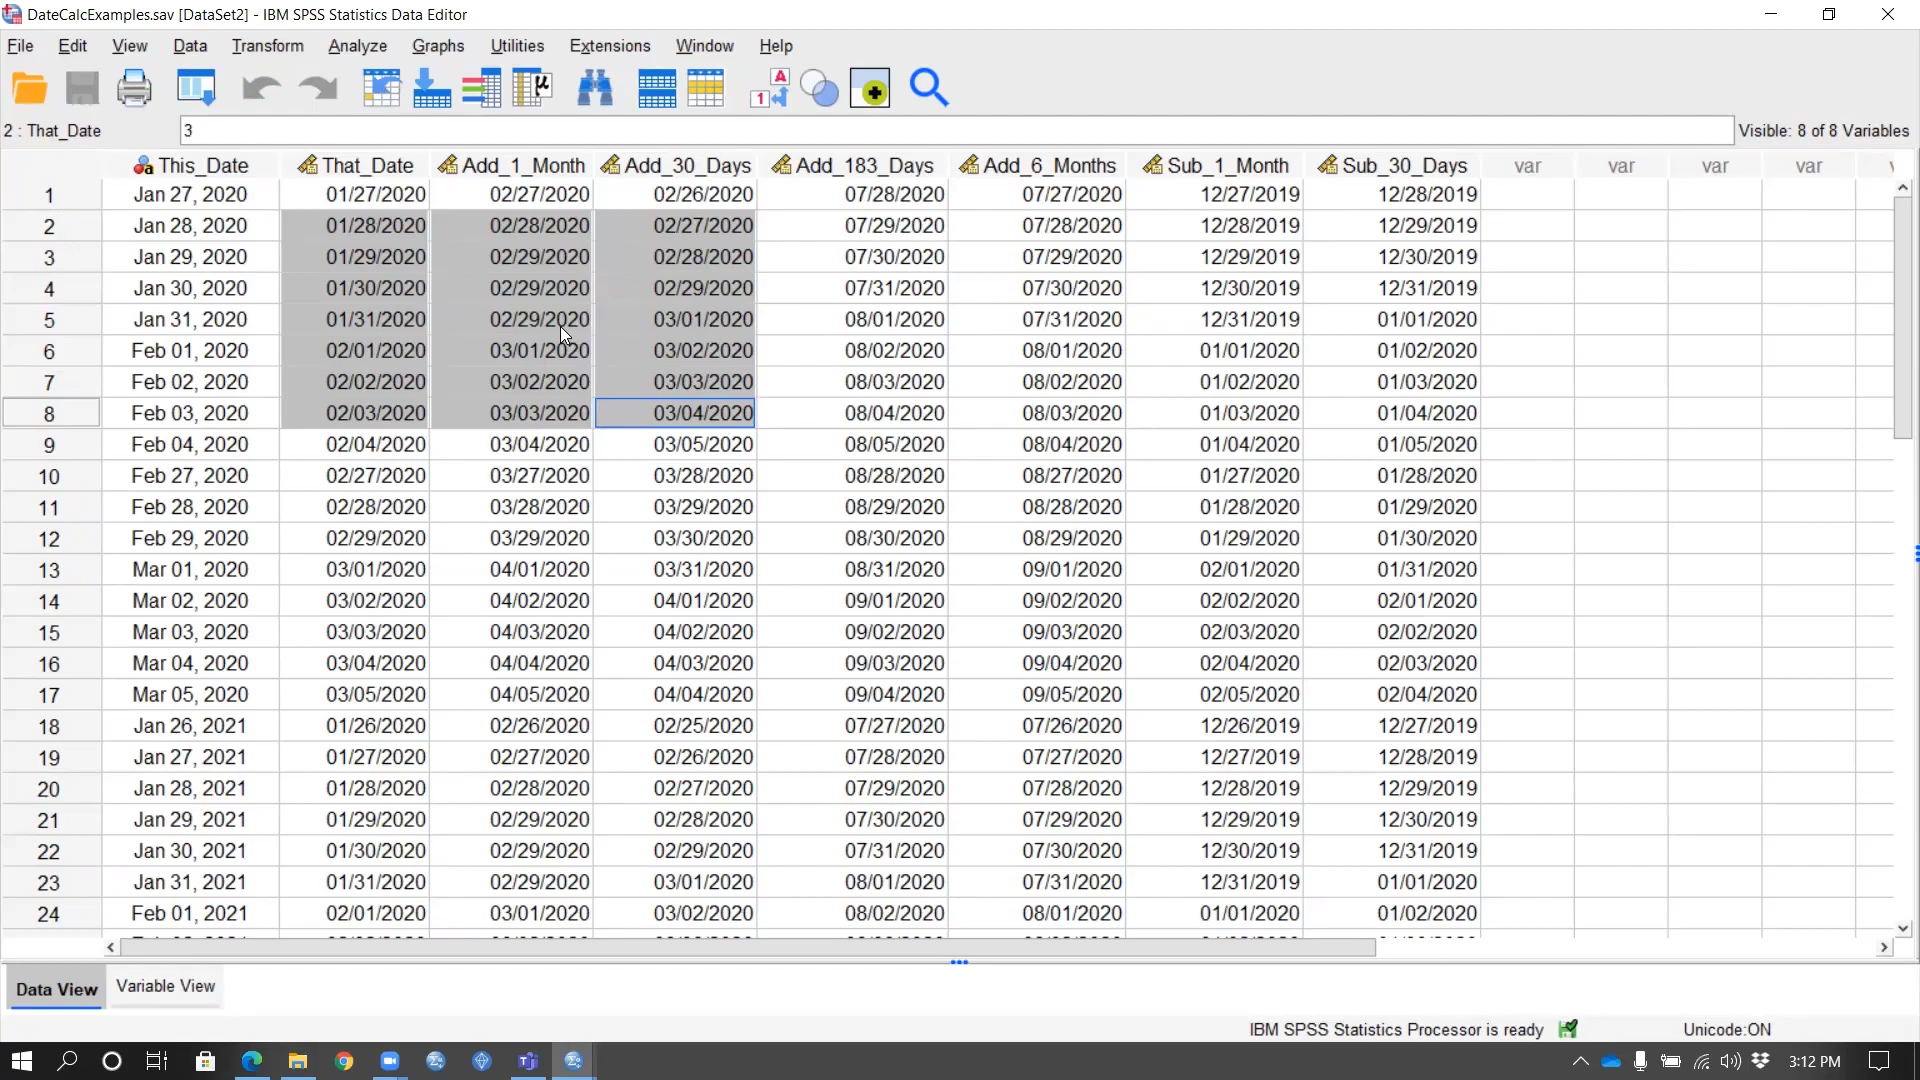 DateCalcExamples.sav [DataSet2] - IBM SPSS Statistics Data Editor
File Edit View Data Transform Analyze Graphs Utilities Extensions Window Help
2 : That_Date 3 Visible: 8 of 8 Variables
This_Date That_Date Add_1_Month Add_30_Days Add_183_Days Add_6_Months Sub_1_Month Sub_30_Days var var var var
1 Jan 27, 2020 01/27/2020 02/27/2020 02/26/2020 07/28/2020 07/27/2020 12/27/2019 12/28/2019
2 Jan 28, 2020 01/28/2020 02/28/2020 02/27/2020 07/29/2020 07/28/2020 12/28/2019 12/29/2019
3 Jan 29, 2020 01/29/2020 02/29/2020 02/28/2020 07/30/2020 07/29/2020 12/29/2019 12/30/2019
4 Jan 30, 2020 01/30/2020 02/29/2020 02/29/2020 07/31/2020 07/30/2020 12/30/2019 12/31/2019
5 Jan 31, 2020 01/31/2020 02/29/2020 03/01/2020 08/01/2020 07/31/2020 12/31/2019 01/01/2020
6 Feb 01, 2020 02/01/2020 03/01/2020 03/02/2020 08/02/2020 08/01/2020 01/01/2020 01/02/2020
7 Feb 02, 2020 02/02/2020 03/02/2020 03/03/2020 08/03/2020 08/02/2020 01/02/2020 01/03/2020
8 Feb 03, 2020 02/03/2020 03/03/2020 03/04/2020 08/04/2020 08/03/2020 01/03/2020 01/04/2020
9 Feb 04, 2020 02/04/2020 03/04/2020 03/05/2020 08/05/2020 08/04/2020 01/04/2020 01/05/2020
10 Feb 27, 2020 02/27/2020 03/27/2020 03/28/2020 08/28/2020 08/27/2020 01/27/2020 01/28/2020
11 Feb 28, 2020 02/28/2020 03/28/2020 03/29/2020 08/29/2020 08/28/2020 01/28/2020 01/29/2020
12 Feb 29, 2020 02/29/2020 03/29/2020 03/30/2020 08/30/2020 08/29/2020 01/29/2020 01/30/2020
13 Mar 01, 2020 03/01/2020 04/01/2020 03/31/2020 08/31/2020 09/01/2020 02/01/2020 01/31/2020
14 Mar 02, 2020 03/02/2020 04/02/2020 04/01/2020 09/01/2020 09/02/2020 02/02/2020 02/01/2020
15 Mar 03, 2020 03/03/2020 04/03/2020 04/02/2020 09/02/2020 09/03/2020 02/03/2020 02/02/2020
16 Mar 04, 2020 03/04/2020 04/04/2020 04/03/2020 09/03/2020 09/04/2020 02/04/2020 02/03/2020
17 Mar 05, 2020 03/05/2020 04/05/2020 04/04/2020 09/04/2020 09/05/2020 02/05/2020 02/04/2020
18 Jan 26, 2021 01/26/2020 02/26/2020 02/25/2020 07/27/2020 07/26/2020 12/26/2019 12/27/2019
19 Jan 27, 2021 01/27/2020 02/27/2020 02/26/2020 07/28/2020 07/27/2020 12/27/2019 12/28/2019
20 Jan 28, 2021 01/28/2020 02/28/2020 02/27/2020 07/29/2020 07/28/2020 12/28/2019 12/29/2019
21 Jan 29, 2021 01/29/2020 02/29/2020 02/28/2020 07/30/2020 07/29/2020 12/29/2019 12/30/2019
22 Jan 30, 2021 01/30/2020 02/29/2020 02/29/2020 07/31/2020 07/30/2020 12/30/2019 12/31/2019
23 Jan 31, 2021 01/31/2020 02/29/2020 03/01/2020 08/01/2020 07/31/2020 12/31/2019 01/01/2020
24 Feb 01, 2021 02/01/2020 03/01/2020 03/02/2020 08/02/2020 08/01/2020 01/01/2020 01/02/2020
Data View Variable View
IBM SPSS Statistics Processor is ready Unicode:ON
3:12 PM